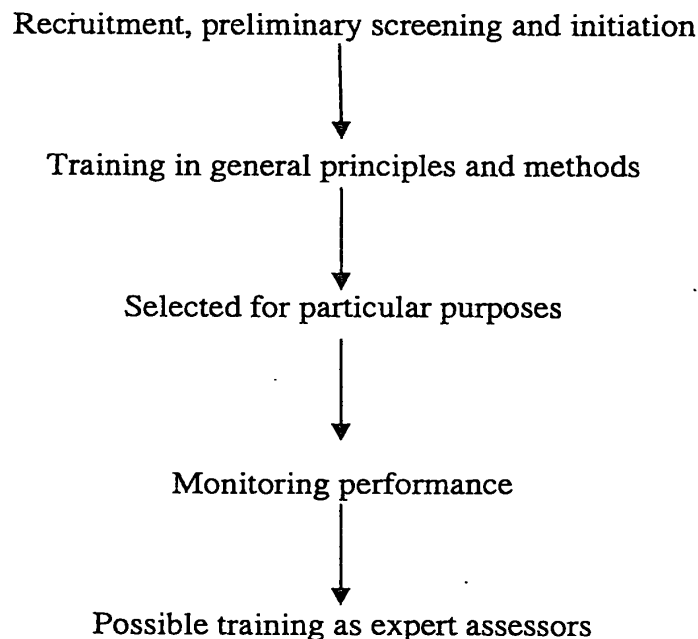 Recruitment, preliminary screening and initiation
Training in general principles and methods
Selected for particular purposes
Monitoring performance
Possible training as expert assessors